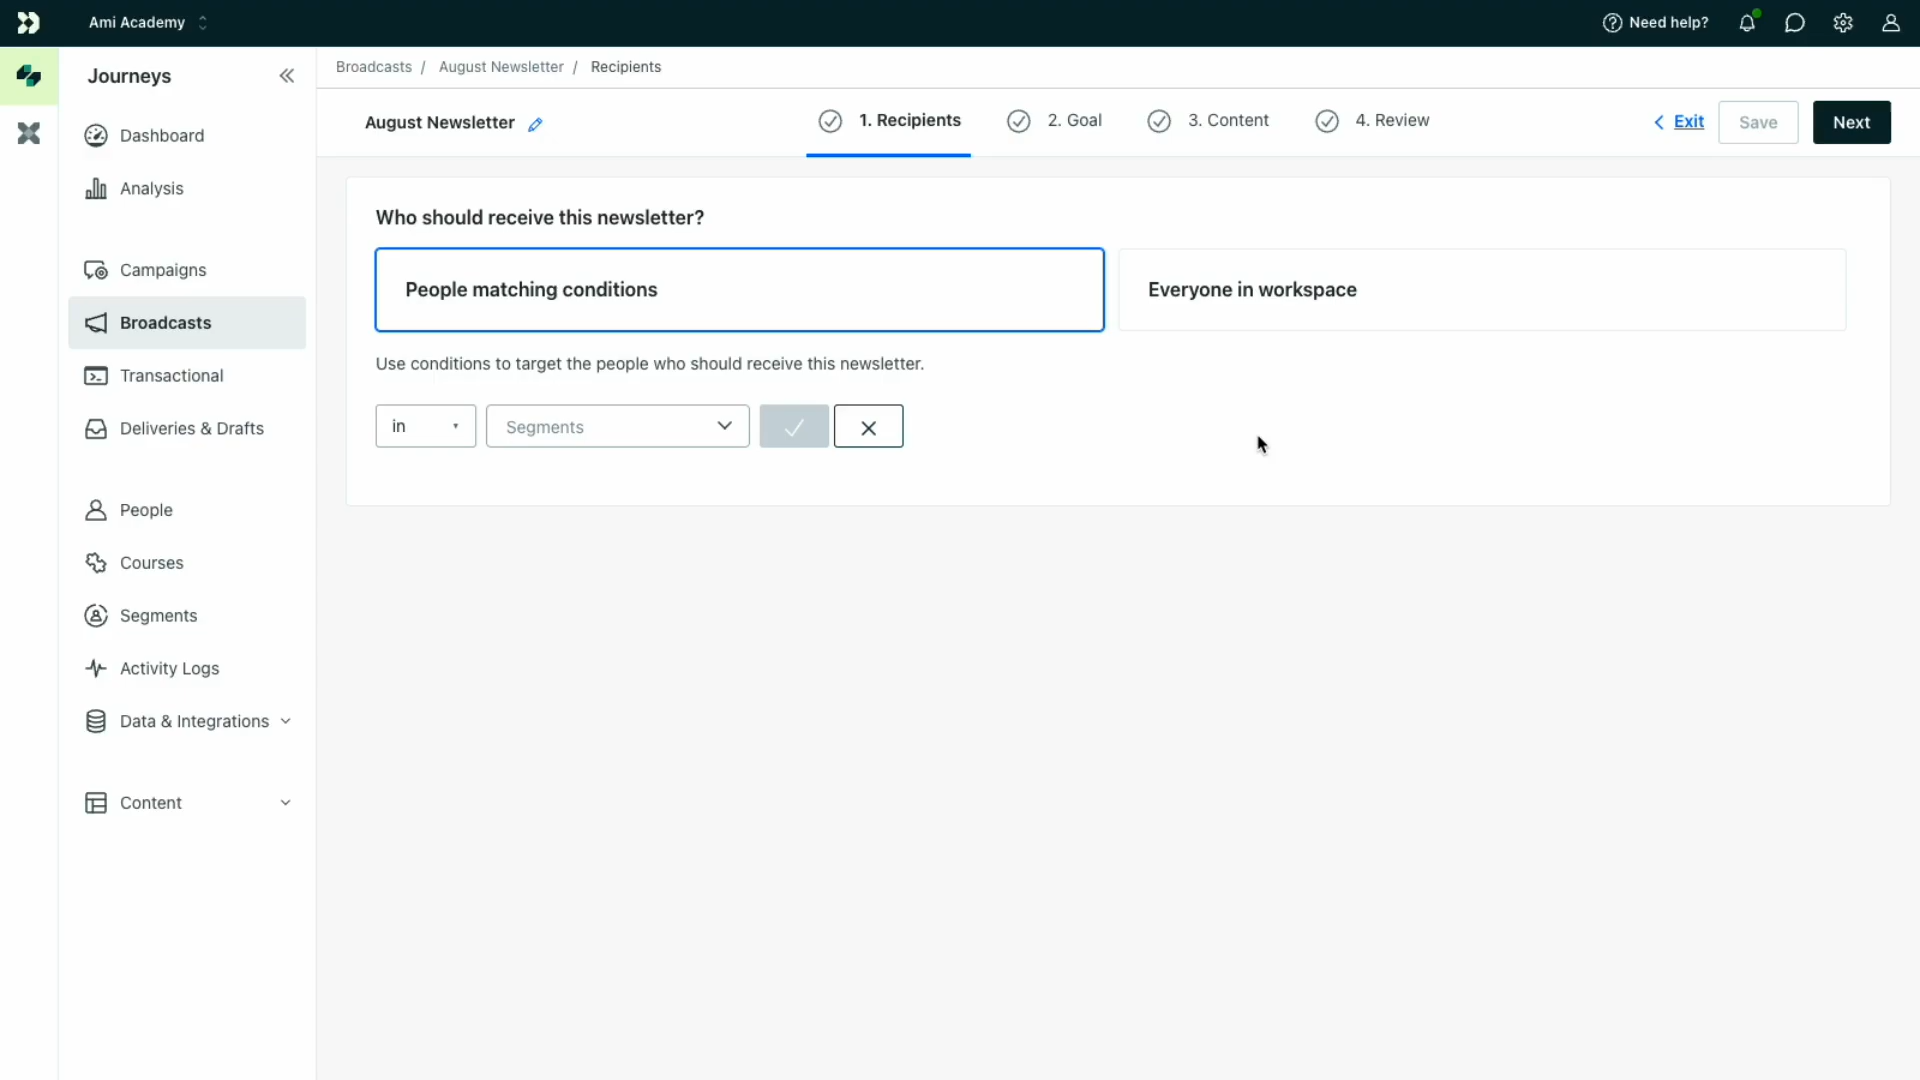 Ami Academy
Need help?
Journeys
Broadcasts / August Newsletter / Recipients
August Newsletter
1. Recipients
2. Goal
3. Content
4. Review
Exit
Save
Next
Dashboard
Analysis
Campaigns
Broadcasts
Transactional
Deliveries & Drafts
People
Courses
Segments
Activity Logs
Data & Integrations
Content
Who should receive this newsletter?
People matching conditions
Everyone in workspace
Use conditions to target the people who should receive this newsletter.
in
Segments